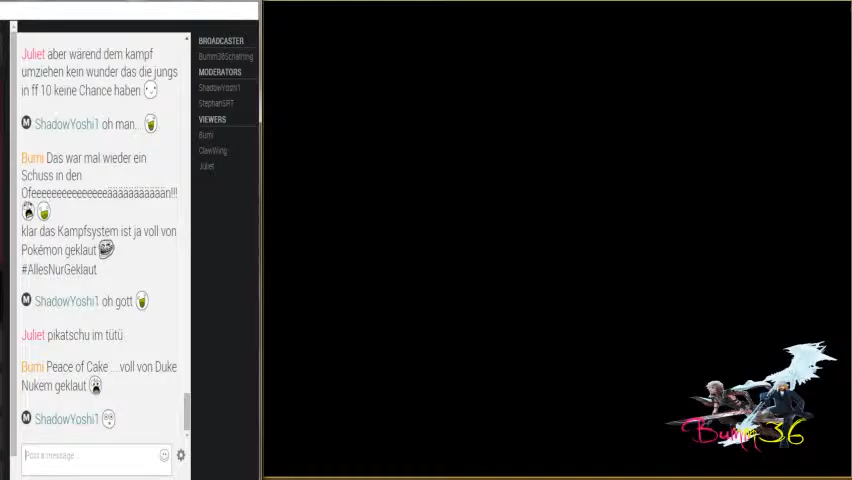 Juliet aber wärend dem kampf
umziehen kein wunder das die jungs
in ff 10 keine Chance haben
M ShadowYoshi1 oh man...
Bumi Das war mal wieder ein
Schuss in den
Ofeeeeeeeeeeeeeeääääääääääään!!!
klar das Kampfsystem ist ja voll von
Pokémon geklaut
#AllesNurGeklaut
M ShadowYoshi1 oh gott
Juliet pikatschu im tütü
Bumi Peace of Cake ....voll von Duke
Nukem geklaut
M ShadowYoshi1
Post a message...
BROADCASTER
Bumm36Schatning
MODERATORS
ShadowYoshi1
StephanSRT
VIEWERS
Bumi
ClawWing
Juliet
Bumm36